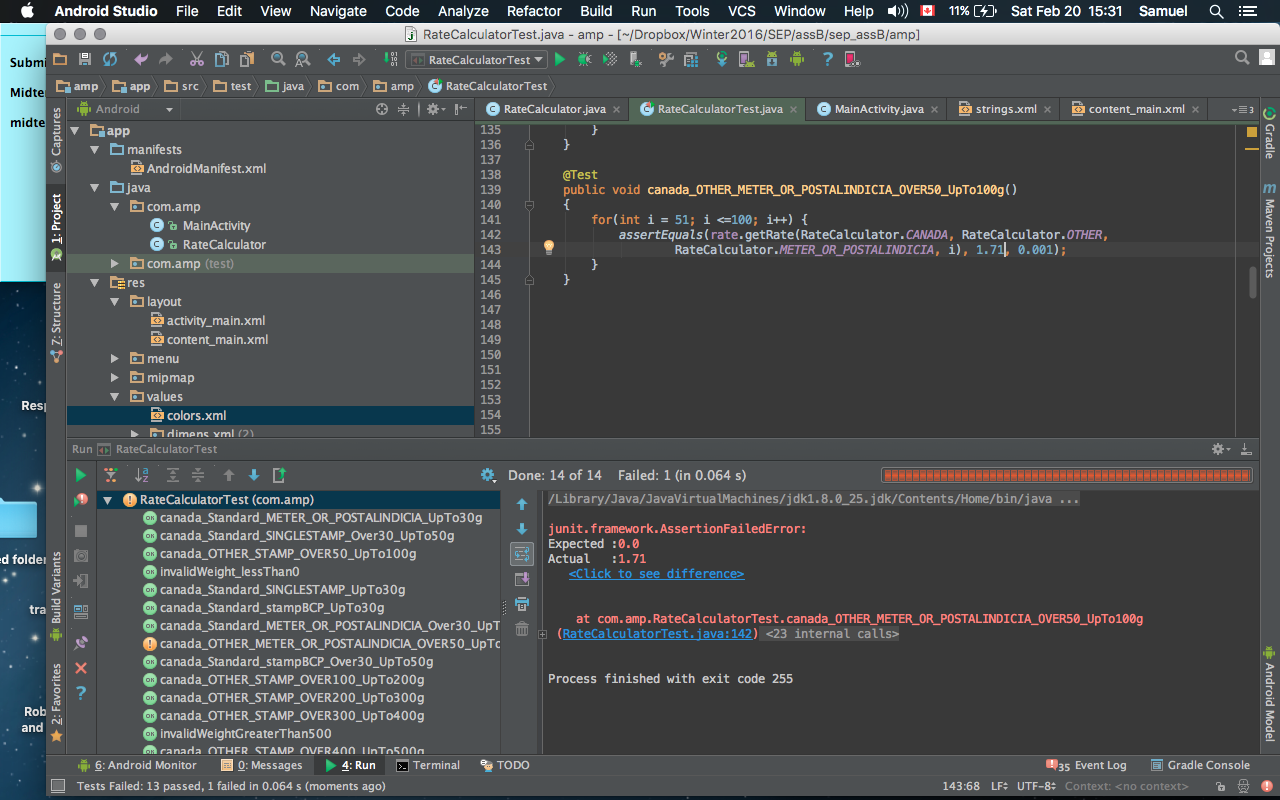 Android Studio File Edit View Navigate Code Analyze Refactor Build Run Tools VCS Window Help 11% Sat Feb 20 15:31 Samuel
RateCalculatorTest.java - amp - [~/Dropbox/Winter2016/SEP/assB/sep_assB/amp]
RateCalculatorTest
amp app src test java com amp RateCalculatorTest
Submi
Midte
midte
Resp
ed folder
tra
Rob
and
Captures
1: Project
Z: Structure
Build Variants
2: Favorites
Android
app
manifests
AndroidManifest.xml
java
com.amp
MainActivity
RateCalculator
com.amp (test)
res
layout
activity_main.xml
content_main.xml
menu
mipmap
values
colors.xml
dimens.xml (2)
RateCalculator.java RateCalculatorTest.java MainActivity.java strings.xml content_main.xml 3
135 }
136 }
137
138 @Test
139 public void canada_OTHER_METER_OR_POSTALINDICIA_OVER50_UpTo100g()
140 {
141 for(int i = 51; i <=100; i++) {
142 assertEquals(rate.getRate(RateCalculator.CANADA, RateCalculator.OTHER,
143 RateCalculator.METER_OR_POSTALINDICIA, i), 1.71, 0.001);
144 }
145 }
146
147
148
149
150
151
152
153
154
155
Gradle
Maven Projects
Android Model
Run RateCalculatorTest
Done: 14 of 14 Failed: 1 (in 0.064 s)
RateCalculatorTest (com.amp)
canada_Standard_METER_OR_POSTALINDICIA_UpTo30g
canada_Standard_SINGLESTAMP_Over30_UpTo50g
canada_OTHER_STAMP_OVER50_UpTo100g
invalidWeight_lessThan0
canada_Standard_SINGLESTAMP_UpTo30g
canada_Standard_stampBCP_UpTo30g
canada_Standard_METER_OR_POSTALINDICIA_Over30_UpT
canada_OTHER_METER_OR_POSTALINDICIA_OVER50_UpTo
canada_Standard_stampBCP_Over30_UpTo50g
canada_OTHER_STAMP_OVER100_UpTo200g
canada_OTHER_STAMP_OVER200_UpTo300g
canada_OTHER_STAMP_OVER300_UpTo400g
invalidWeightGreaterThan500
canada_OTHER_STAMP_OVER400_UpTo500g
/Library/Java/JavaVirtualMachines/jdk1.8.0_25.jdk/Contents/Home/bin/java ...
junit.framework.AssertionFailedError:
Expected :0.0
Actual :1.71
<Click to see difference>
at com.amp.RateCalculatorTest.canada_OTHER_METER_OR_POSTALINDICIA_OVER50_UpTo100g
(RateCalculatorTest.java:142) <23 internal calls>
Process finished with exit code 255
6: Android Monitor 0: Messages 4: Run Terminal TODO 35 Event Log Gradle Console
Tests Failed: 13 passed, 1 failed in 0.064 s (moments ago) 143:68 LF UTF-8 Context: <no context>